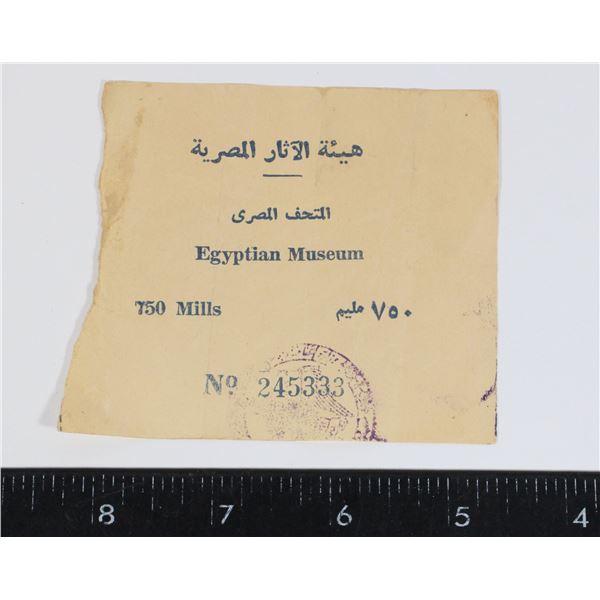 هيئة الآثار المصرية
المتحف المصرى
Egyptian Museum
750 Mills ٧٥٠ مليم
Nº 245333
8 7 6 5 4